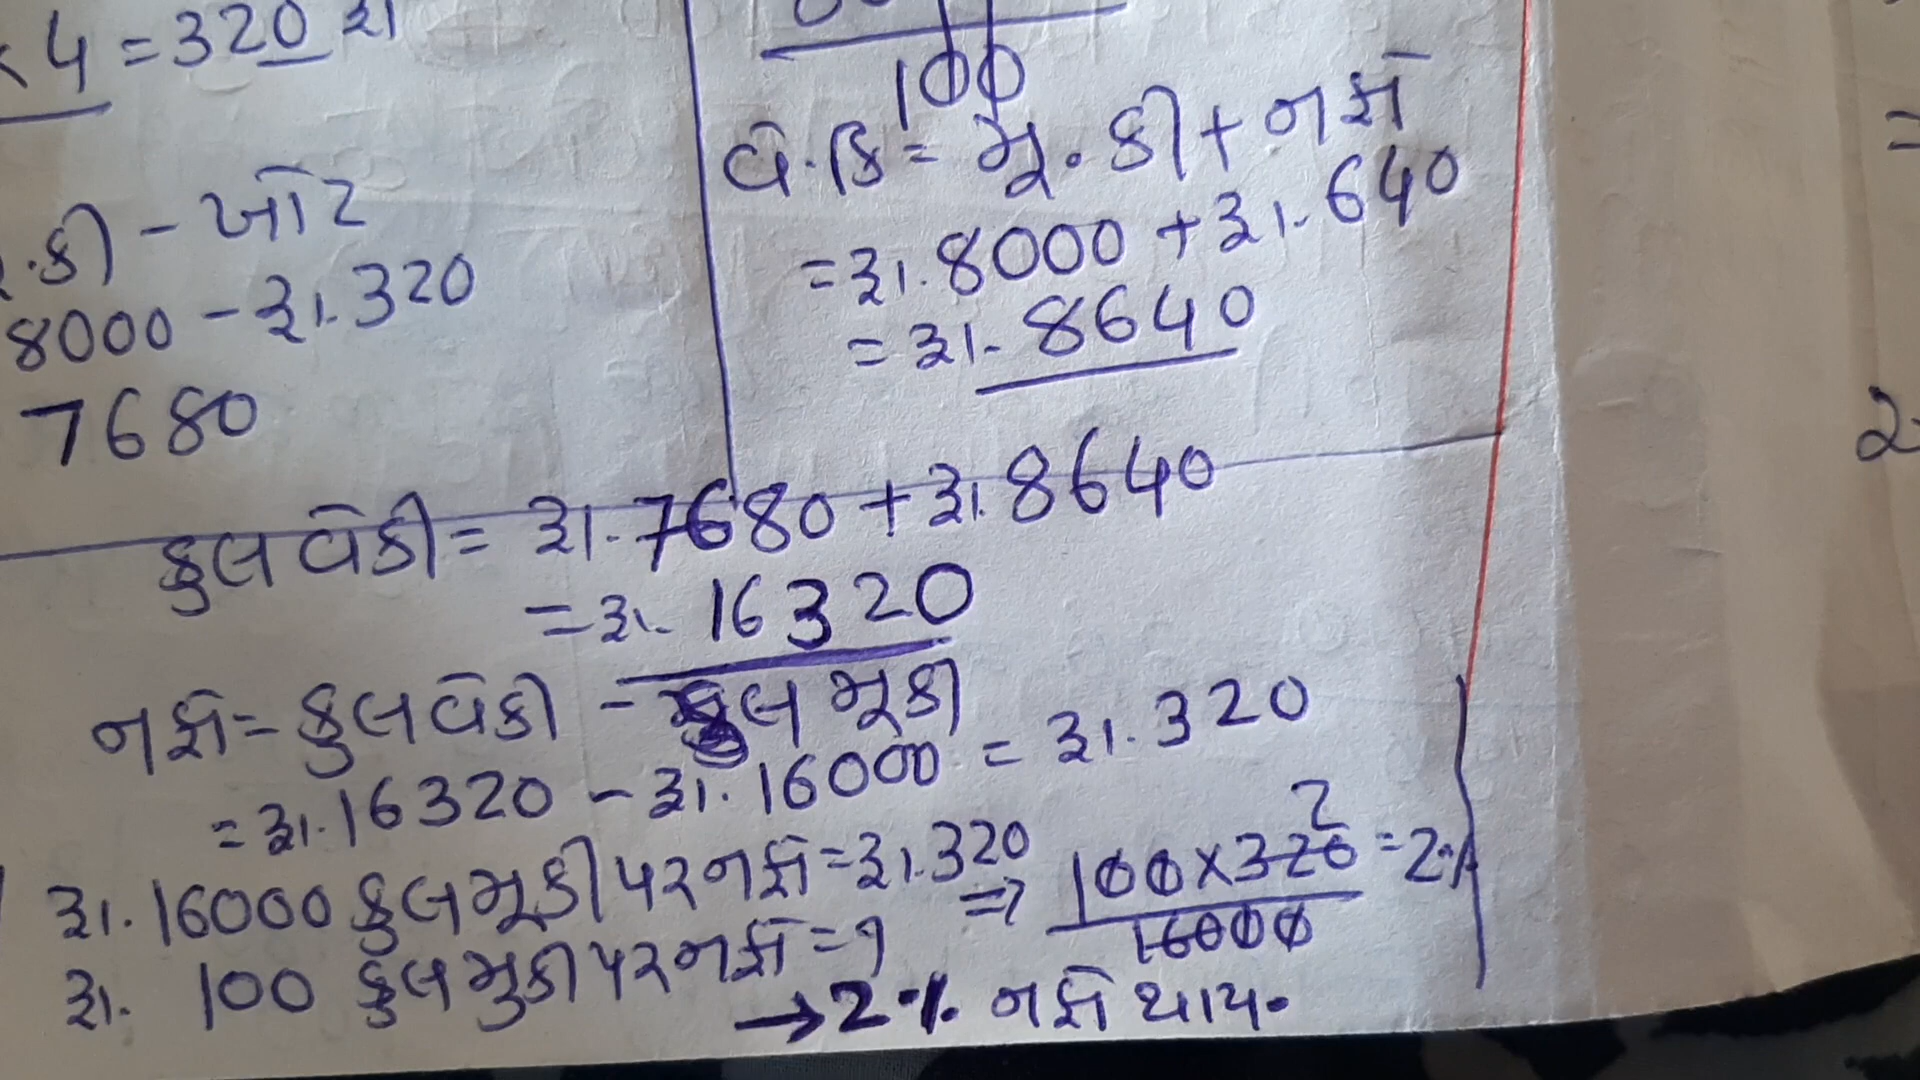 × 4 = 320 રૂા
કી - ખોટ
8000 - રૂા. 320
7680
100
વે. કિ = મૂ. કી + નફો
= રૂા. 8000 + રૂા. 640
= રૂા. 8640
કુલ વેકી = રૂા. 7680 + રૂા. 8640
= રૂા. 16320
નફો = કુલ વેકી - કુલ મૂકી
= રૂા. 16320 - રૂા. 16000 = રૂા. 320
રૂા. 16000 કુલ મૂકી પર નફો = રૂા. 320
રૂા. 100 કુલ મુકી પર નફો = ?
⇒ 100 × 320 / 16000 = 2%
2
→ 2% નફો થાય.